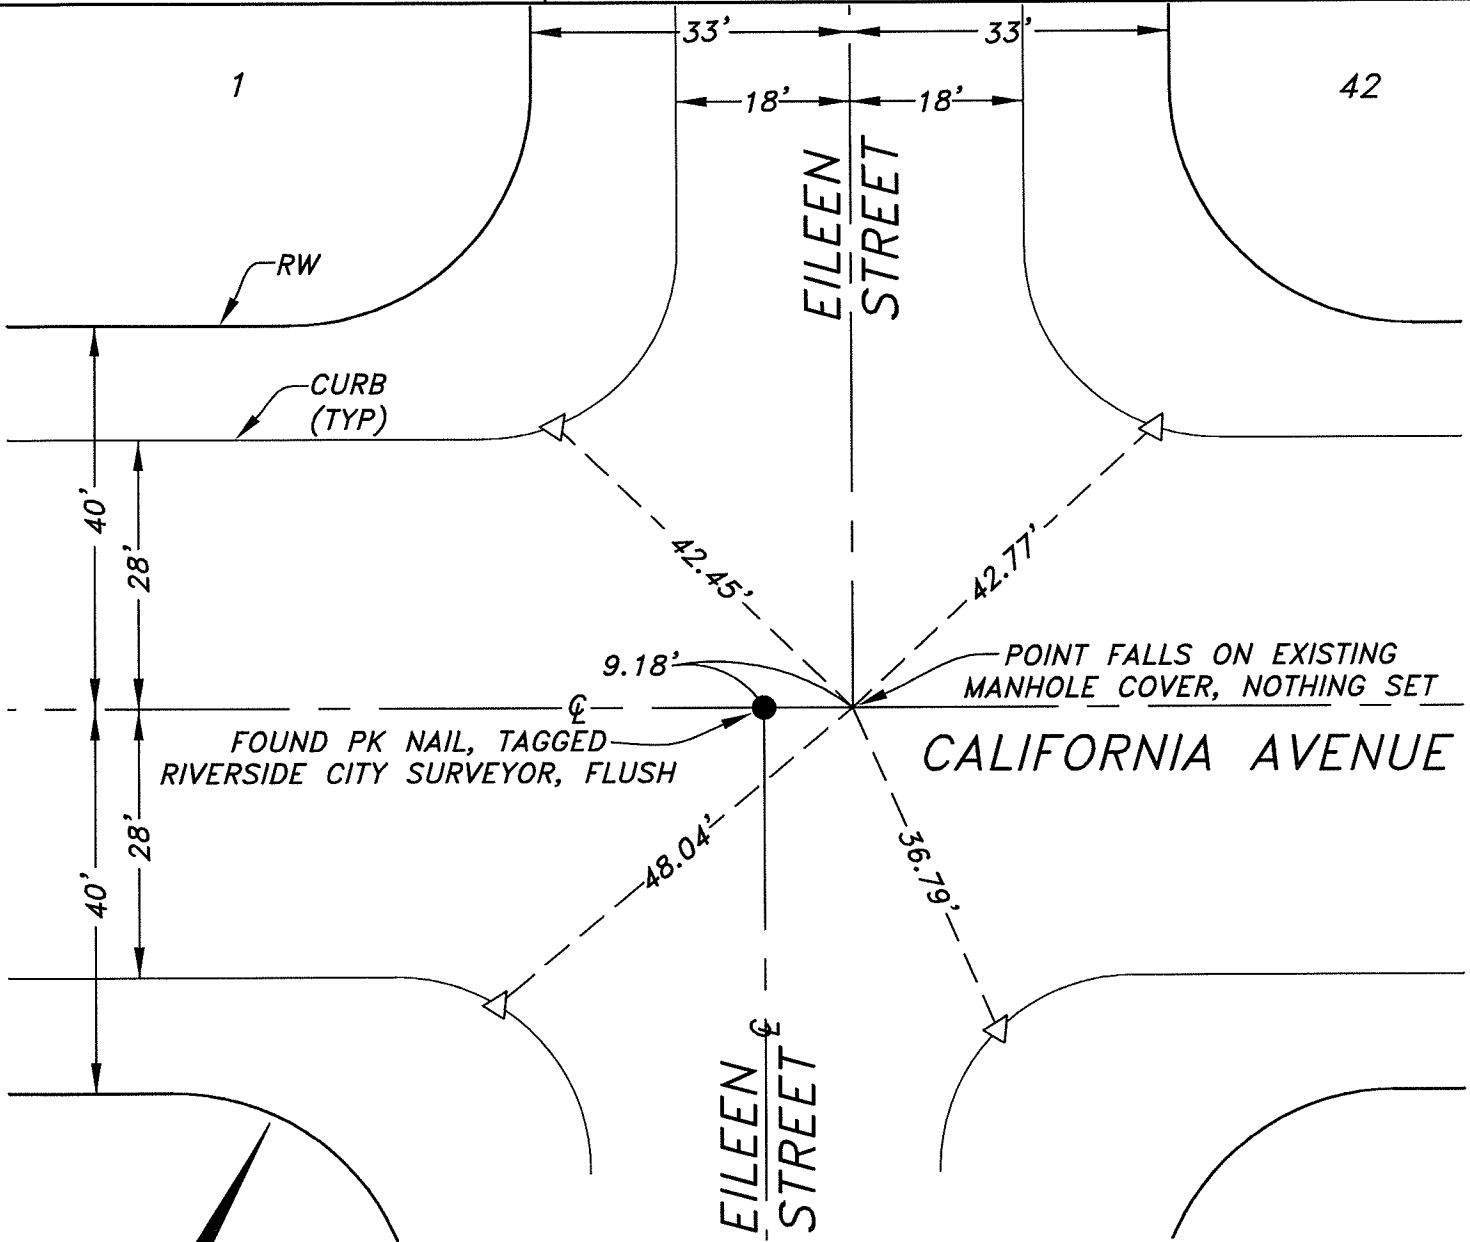 33' 33'
1
42
18' 18'
EILEEN
STREET
RW
CURB
(TYP)
40'
28'
42.45'
42.77'
9.18'
POINT FALLS ON EXISTING
MANHOLE COVER, NOTHING SET
℄
FOUND PK NAIL, TAGGED
RIVERSIDE CITY SURVEYOR, FLUSH
CALIFORNIA AVENUE
28'
40'
48.04'
36.79'
℄
EILEEN
STREET